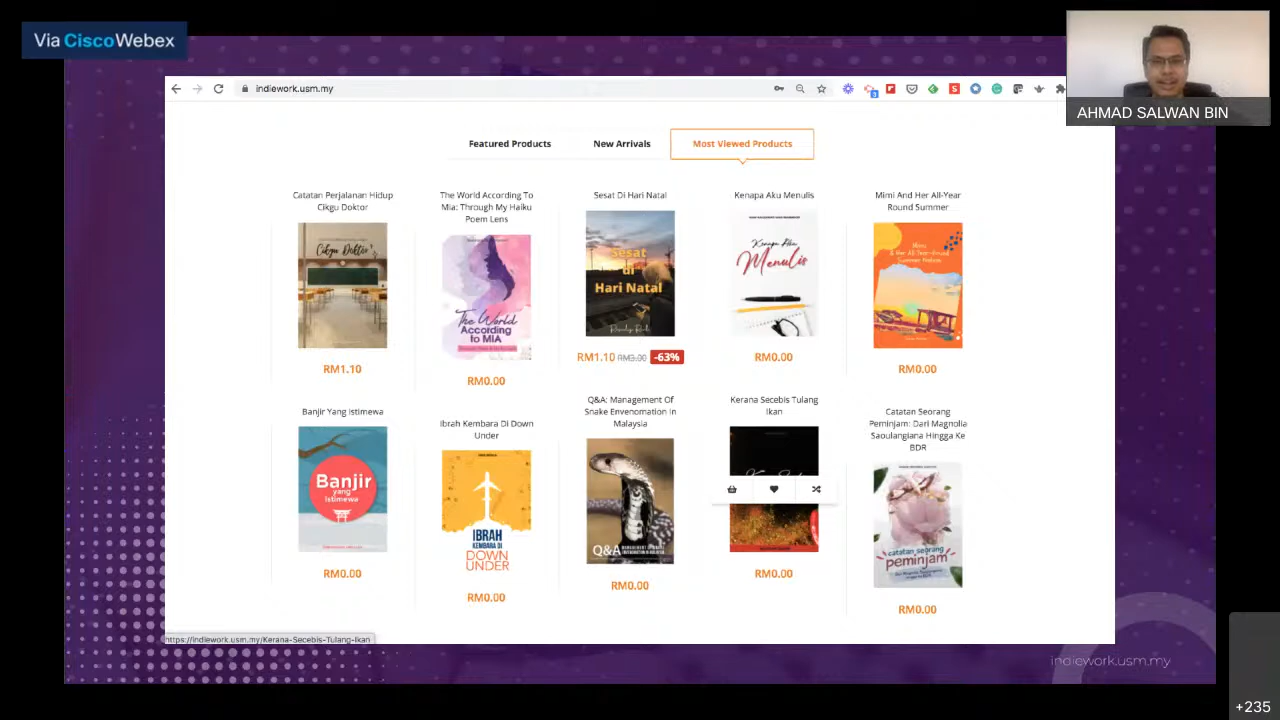 Via Cisco Webex
AHMAD SALWAN BIN
indiework.usm.my
Featured Products
New Arrivals
Most Viewed Products
Catatan Perjalanan Hidup
Cikgu Doktor
Cikgu Doktor
RM1.10
The World According To
Mia: Through My Haiku
Poem Lens
The World
According
to MIA
RM0.00
Sesat Di Hari Natal
Sesat
di
Hari Natal
RM1.10 RM3.00 -63%
Kenapa Aku Menulis
Kenapa Aku
Menulis
RM0.00
Mimi And Her All-Year
Round Summer
RM0.00
Banjir Yang Istimewa
Banjir
yang
Istimewa
RM0.00
Ibrah Kembara Di Down
Under
IBRAH
KEMBARA DI
DOWN
UNDER
RM0.00
Q&A: Management Of
Snake Envenomation In
Malaysia
Q&A
RM0.00
Kerana Secebis Tulang
Ikan
RM0.00
Catatan Seorang
Peminjam: Dari Magnolia
Saoulangiana Hingga Ke
BDR
catatan seorang
peminjam
RM0.00
https://indiework.usm.my/Kerana-Secebis-Tulang-Ikan
indiework.usm.my
+235